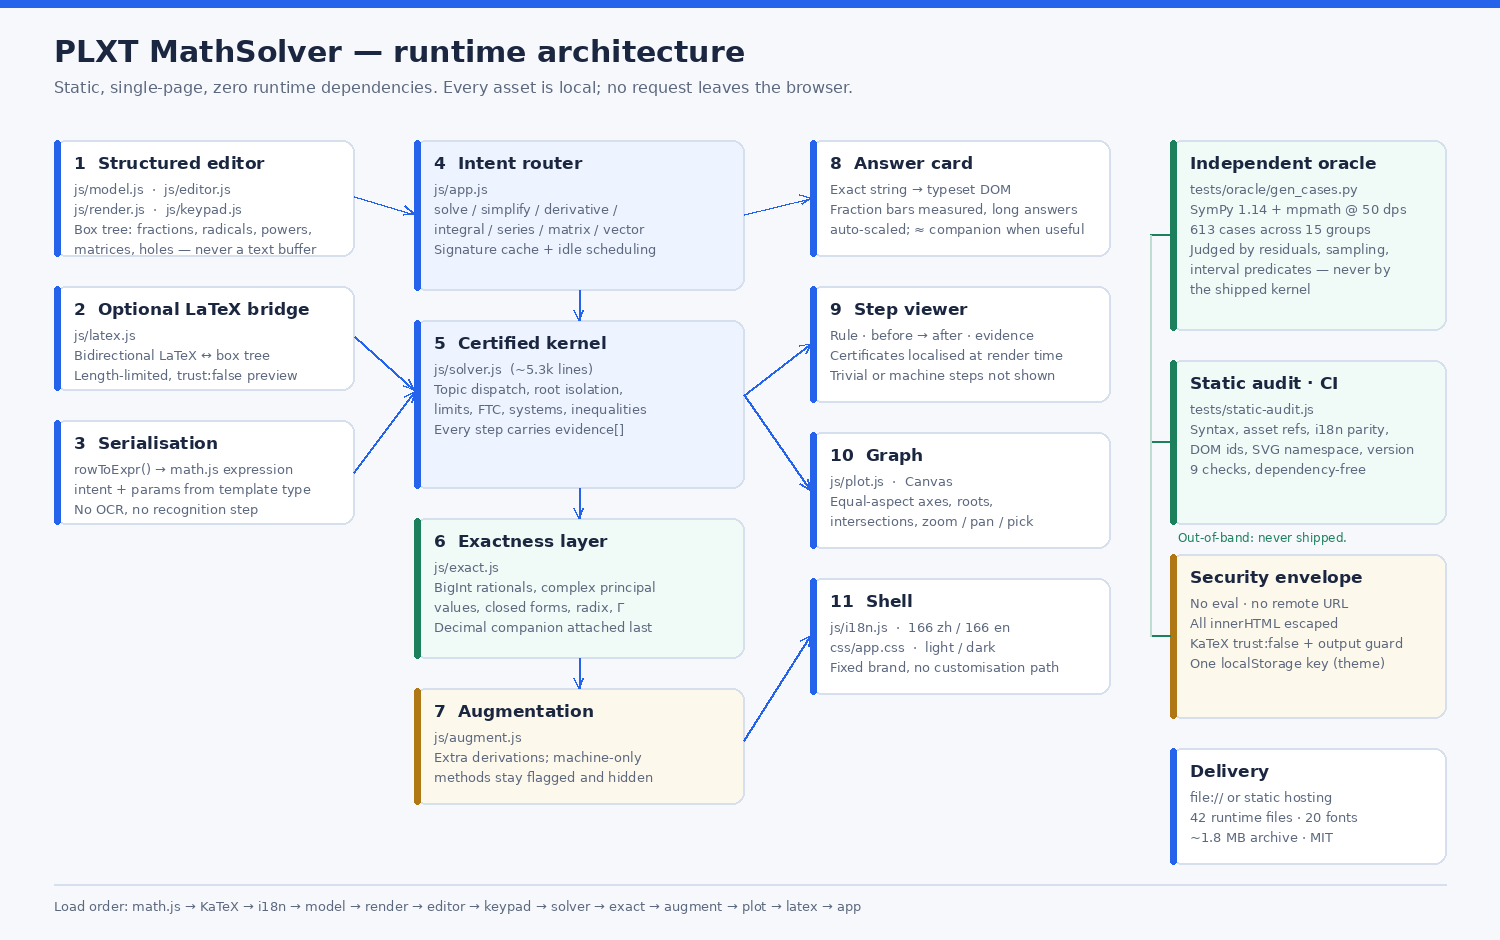 PLXT MathSolver — runtime architecture
Static, single-page, zero runtime dependencies. Every asset is local; no request leaves the browser.
1 Structured editor
js/model.js · js/editor.js
js/render.js · js/keypad.js
Box tree: fractions, radicals, powers,
matrices, holes — never a text buffer
2 Optional LaTeX bridge
js/latex.js
Bidirectional LaTeX ↔ box tree
Length-limited, trust:false preview
3 Serialisation
rowToExpr() → math.js expression
intent + params from template type
No OCR, no recognition step
4 Intent router
js/app.js
solve / simplify / derivative /
integral / series / matrix / vector
Signature cache + idle scheduling
5 Certified kernel
js/solver.js (~5.3k lines)
Topic dispatch, root isolation,
limits, FTC, systems, inequalities
Every step carries evidence[]
6 Exactness layer
js/exact.js
BigInt rationals, complex principal
values, closed forms, radix, Γ
Decimal companion attached last
7 Augmentation
js/augment.js
Extra derivations; machine-only
methods stay flagged and hidden
8 Answer card
Exact string → typeset DOM
Fraction bars measured, long answers
auto-scaled; ≈ companion when useful
9 Step viewer
Rule · before → after · evidence
Certificates localised at render time
Trivial or machine steps not shown
10 Graph
js/plot.js · Canvas
Equal-aspect axes, roots,
intersections, zoom / pan / pick
11 Shell
js/i18n.js · 166 zh / 166 en
css/app.css · light / dark
Fixed brand, no customisation path
Independent oracle
tests/oracle/gen_cases.py
SymPy 1.14 + mpmath @ 50 dps
613 cases across 15 groups
Judged by residuals, sampling,
interval predicates — never by
the shipped kernel
Static audit · CI
tests/static-audit.js
Syntax, asset refs, i18n parity,
DOM ids, SVG namespace, version
9 checks, dependency-free
Out-of-band: never shipped.
Security envelope
No eval · no remote URL
All innerHTML escaped
KaTeX trust:false + output guard
One localStorage key (theme)
Delivery
file:// or static hosting
42 runtime files · 20 fonts
~1.8 MB archive · MIT
Load order: math.js → KaTeX → i18n → model → render → editor → keypad → solver → exact → augment → plot → latex → app